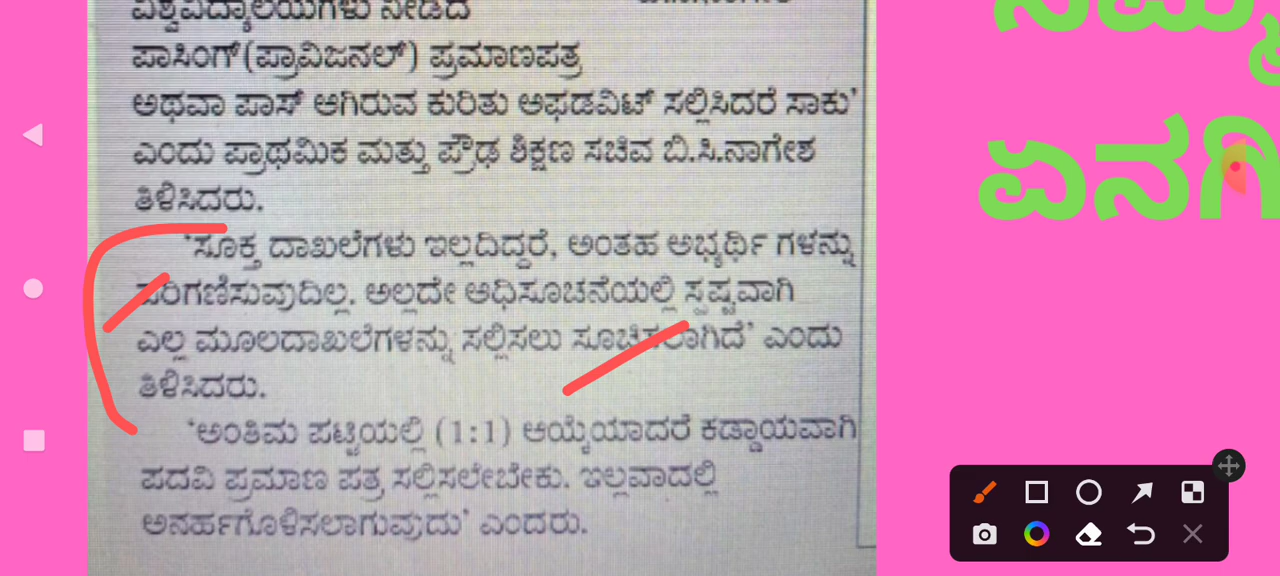 ವಿಶ್ವವಿದ್ಯಾಲಯಗಳು ನೀಡಿದ
ಪಾಸಿಂಗ್ (ಪ್ರಾವಿಜನಲ್) ಪ್ರಮಾಣಪತ್ರ
ಅಥವಾ ಪಾಸ್ ಆಗಿರುವ ಕುರಿತು ಅಫಡವಿಟ್ ಸಲ್ಲಿಸಿದರೆ ಸಾಕು'
ಎಂದು ಪ್ರಾಥಮಿಕ ಮತ್ತು ಪ್ರೌಢ ಶಿಕ್ಷಣ ಸಚಿವ ಬಿ.ಸಿ.ನಾಗೇಶ
ತಿಳಿಸಿದರು.
'ಸೂಕ್ತ ದಾಖಲೆಗಳು ಇಲ್ಲದಿದ್ದರೆ, ಅಂತಹ ಅಭ್ಯರ್ಥಿ ಗಳನ್ನು
ಪರಿಗಣಿಸುವುದಿಲ್ಲ. ಅಲ್ಲದೇ ಅಧಿಸೂಚನೆಯಲ್ಲಿ ಸ್ಪಷ್ಟವಾಗಿ
ಎಲ್ಲ ಮೂಲದಾಖಲೆಗಳನ್ನು ಸಲ್ಲಿಸಲು ಸೂಚಿಸಲಾಗಿದೆ' ಎಂದು
ತಿಳಿಸಿದರು.
'ಅಂತಿಮ ಪಟ್ಟಿಯಲ್ಲಿ (1:1) ಆಯ್ಕೆಯಾದರೆ ಕಡ್ಡಾಯವಾಗಿ
ಪದವಿ ಪ್ರಮಾಣ ಪತ್ರ ಸಲ್ಲಿಸಲೇಬೇಕು. ಇಲ್ಲವಾದಲ್ಲಿ
ಅನರ್ಹಗೊಳಿಸಲಾಗುವುದು' ಎಂದರು.